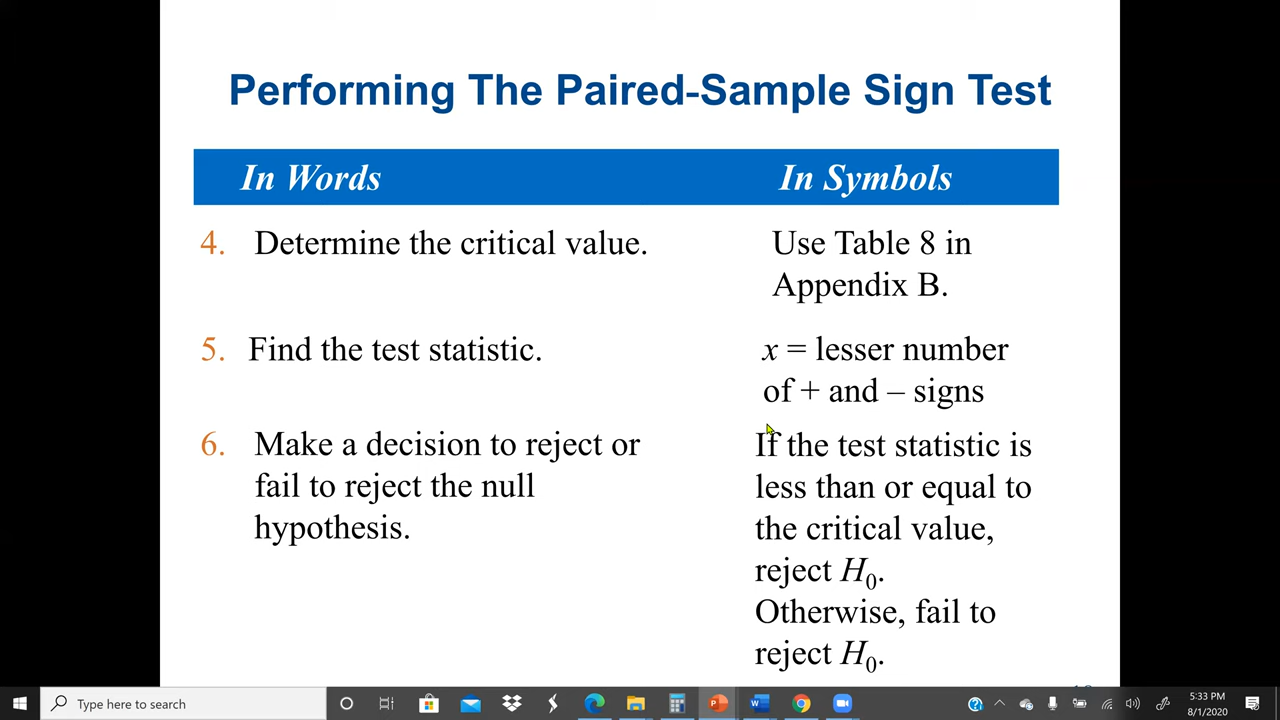 Performing The Paired-Sample Sign Test
In Words In Symbols
4. Determine the critical value.
Use Table 8 in
Appendix B.
5. Find the test statistic.
x = lesser number
of + and – signs
6. Make a decision to reject or
fail to reject the null
hypothesis.
If the test statistic is
less than or equal to
the critical value,
reject H₀.
Otherwise, fail to
reject H₀.
Type here to search
5:33 PM
8/1/2020